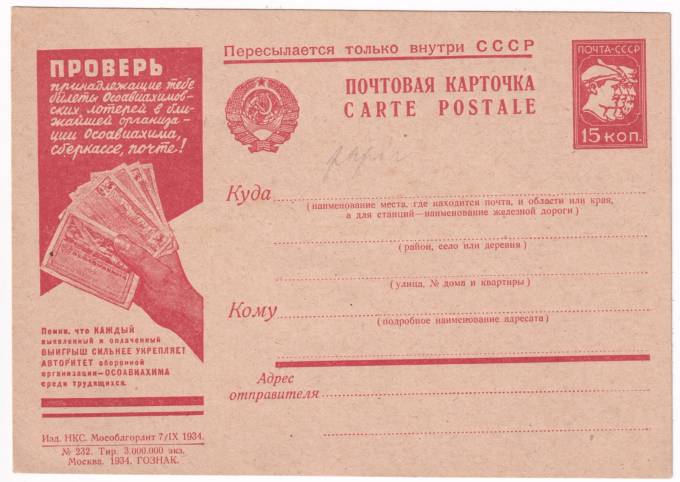 Пересылается только внутри СССР
ПРОВЕРЬ
принадлежащие тебе
билеты Осоавиахимов-
ских лотерей в бли-
жайшей организа-
ции Осоавиахима,
сберкассе, почте!
ПОЧТОВАЯ КАРТОЧКА
CARTE POSTALE
ПОЧТА-СССР
15 КОП.
Куда
(наименование места, где находится почта, и области или края,
а для станций—наименование железной дороги)
(район, село или деревня)
(улица, № дома и квартиры)
Кому
(подробное наименование адресата)
Помни, что КАЖДЫЙ
выявленный и оплаченный
ВЫИГРЫШ СИЛЬНЕЕ УКРЕПЛЯЕТ
АВТОРИТЕТ оборонной
организации—ОСОАВИАХИМА
среди трудящихся.
Адрес
отправителя
Изд. НКС. Мособлгорлит 7/IX 1934.
№ 232. Тир. 3.000.000 экз.
Москва. 1934. ГОЗНАК.